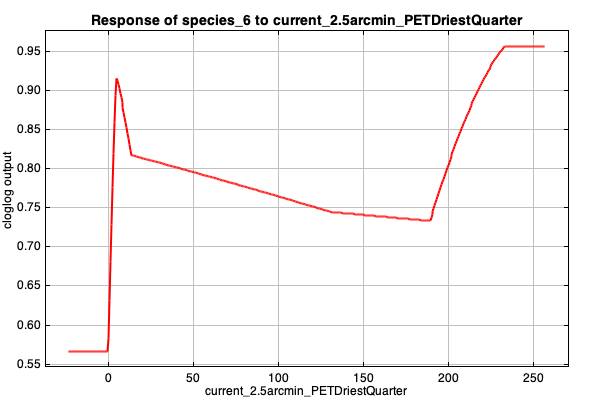 Response of species_6 to current_2.5arcmin_PETDriestQuarter
cloglog output
0.95
0.90
0.85
0.80
0.75
0.70
0.65
0.60
0.55
0 50 100 150 200 250
current_2.5arcmin_PETDriestQuarter